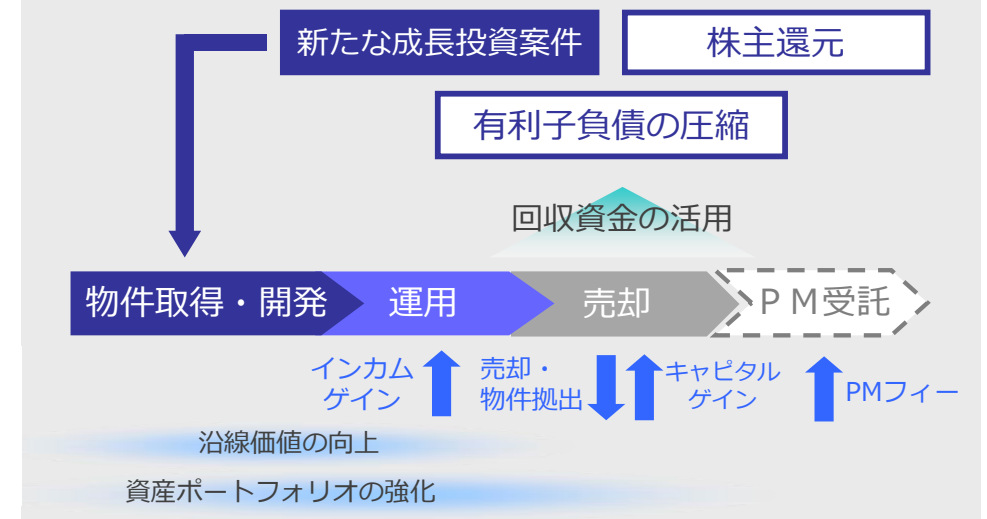 新たな成長投資案件
株主還元
有利子負債の圧縮
回収資金の活用
物件取得・開発
運用
売却
ＰＭ受託
インカム
ゲイン
売却・
物件拠出
キャピタル
ゲイン
PMフィー
沿線価値の向上
資産ポートフォリオの強化